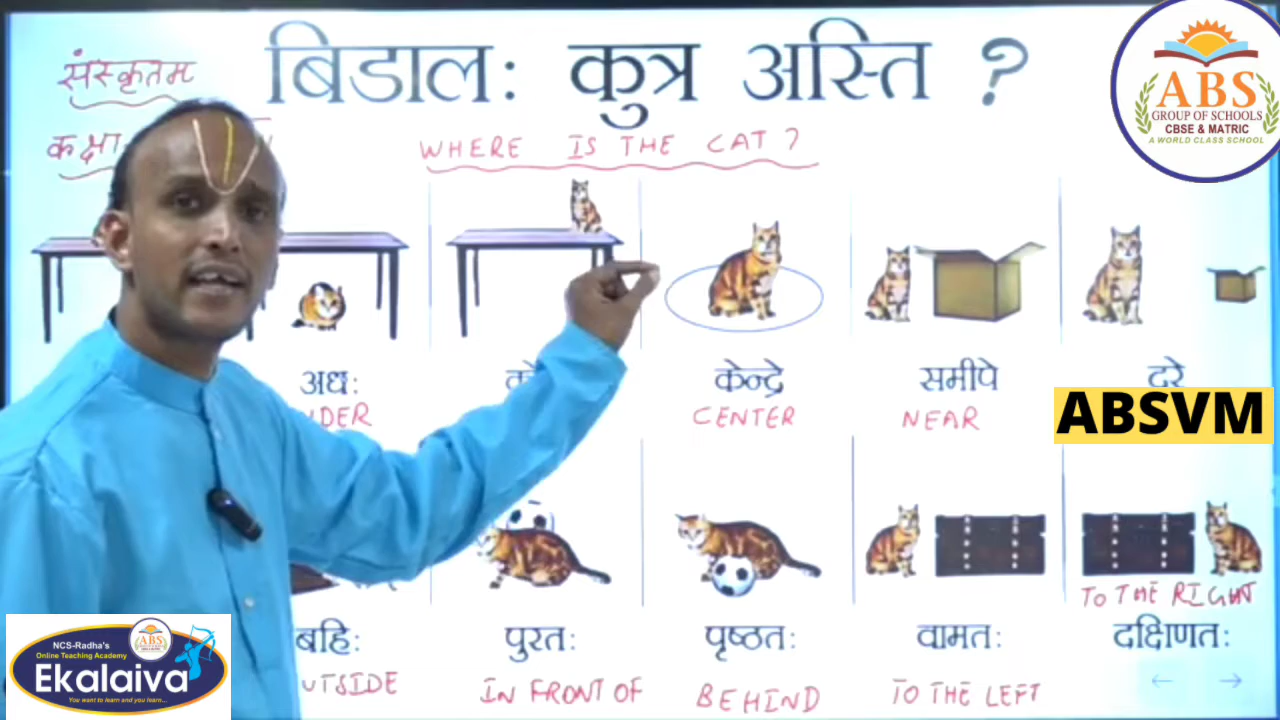 बिडालः कुत्र अस्ति ?
संस्कृतम
WHERE IS THE CAT ?
ABS
GROUP OF SCHOOLS
CBSE & MATRIC
A WORLD CLASS SCHOOL
अधः
केन्द्रे
समीपे
दूरे
CENTER
NEAR
ABSVM
TO THE RIGHT
बहिः
पुरतः
पृष्ठतः
वामतः
दक्षिणतः
IN FRONT OF
BEHIND
TO THE LEFT
NCS-Radha's
Online Teaching Academy
Ekalaiva
You want to learn and you learn...
ABS